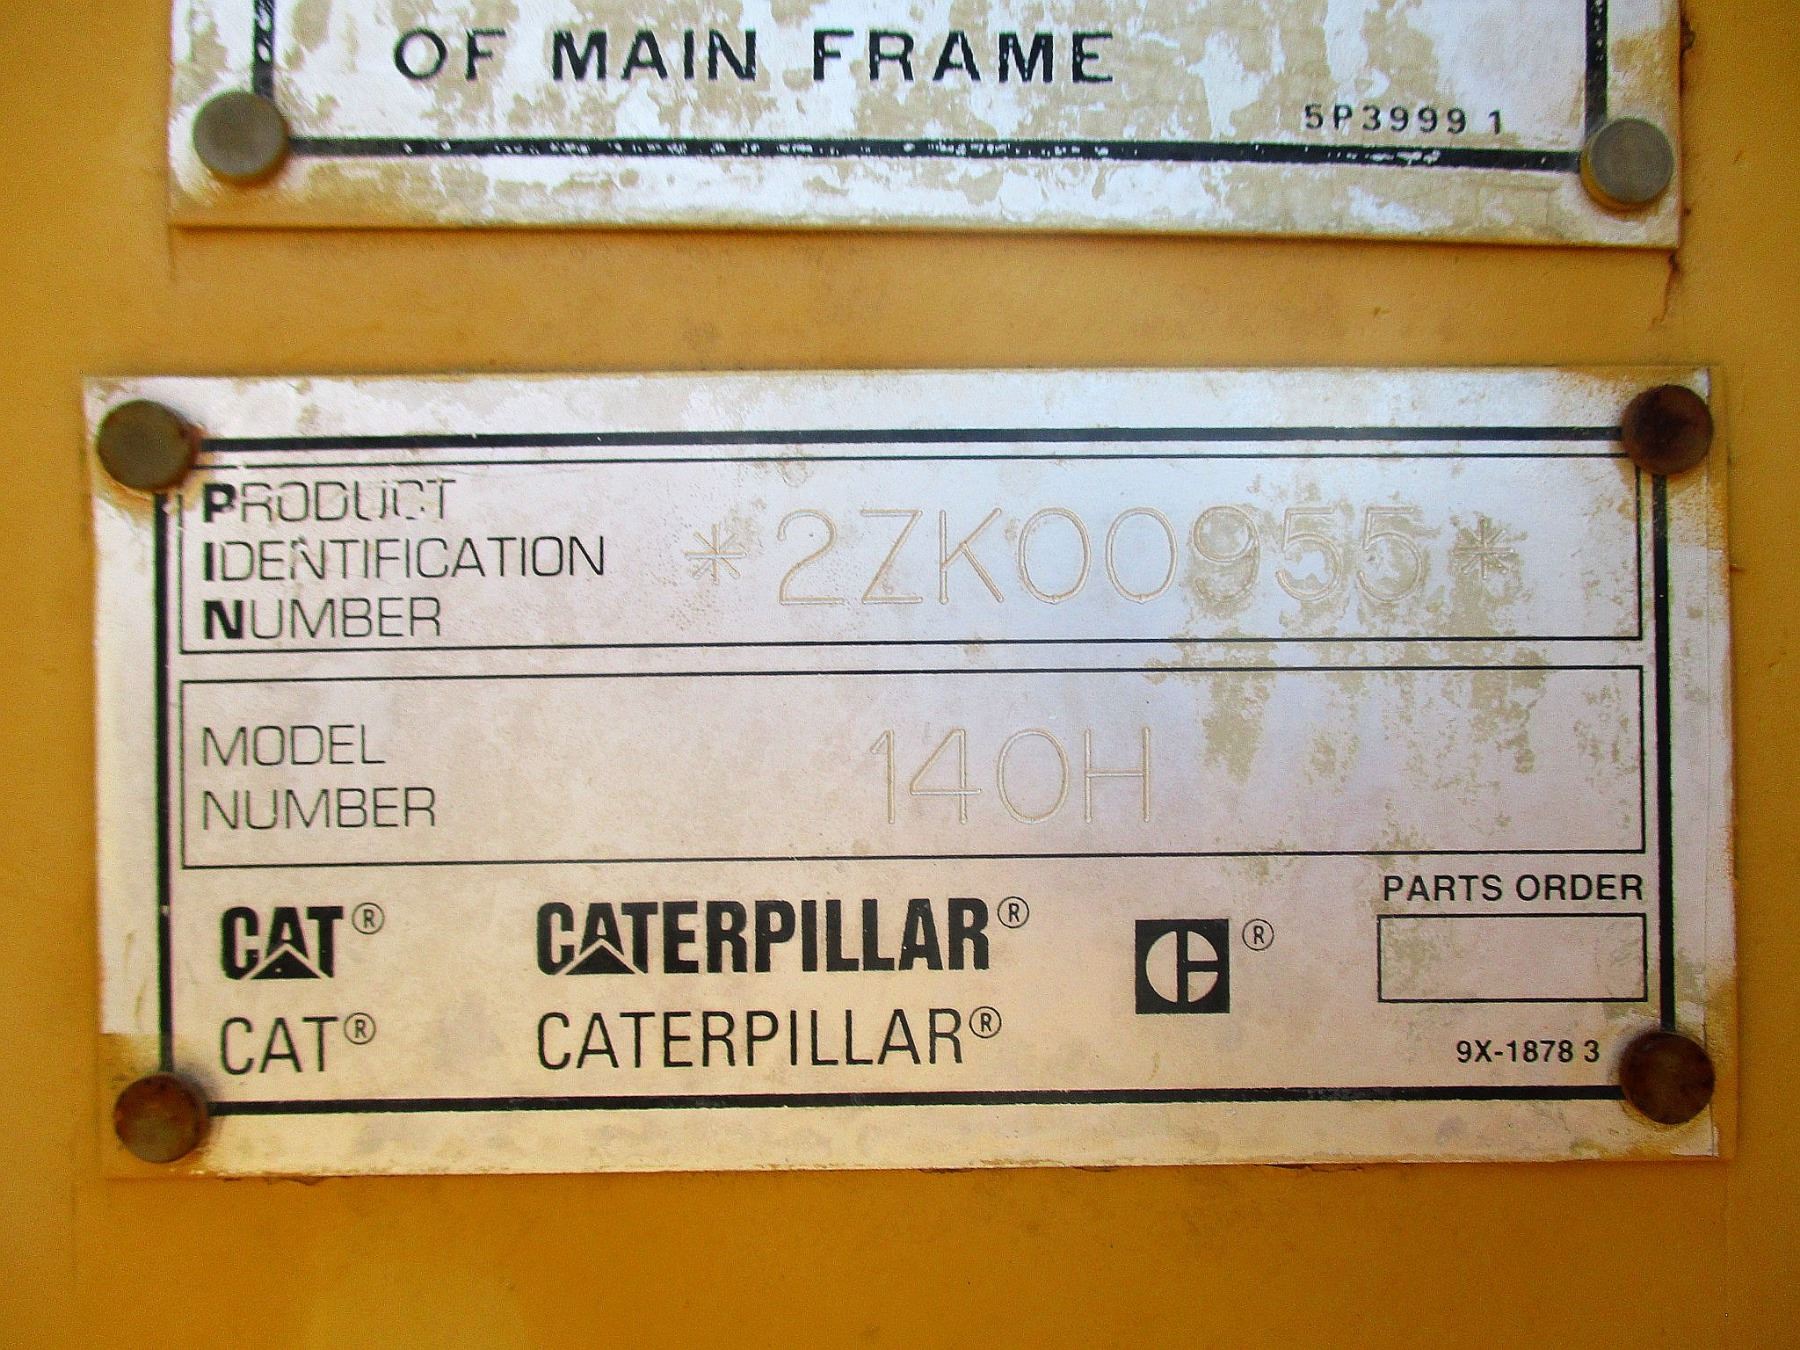 OF MAIN FRAME
5P3999 1
PRODUCT
IDENTIFICATION
NUMBER
*2ZK00955*
MODEL
NUMBER
140H
CAT® CATERPILLAR® ®
CAT® CATERPILLAR®
PARTS ORDER
9X-1878 3